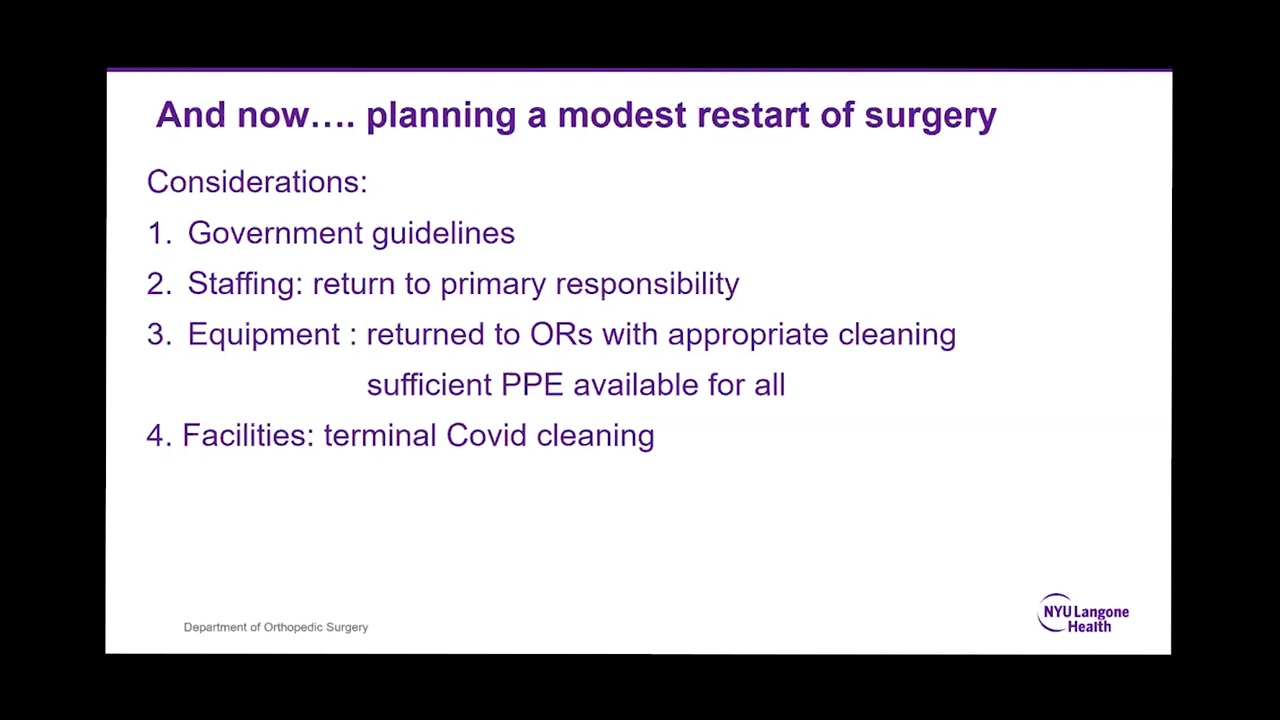 And now…. planning a modest restart of surgery
Considerations:
1. Government guidelines
2. Staffing: return to primary responsibility
3. Equipment : returned to ORs with appropriate cleaning
sufficient PPE available for all
4. Facilities: terminal Covid cleaning
Department of Orthopedic Surgery
NYU Langone
Health